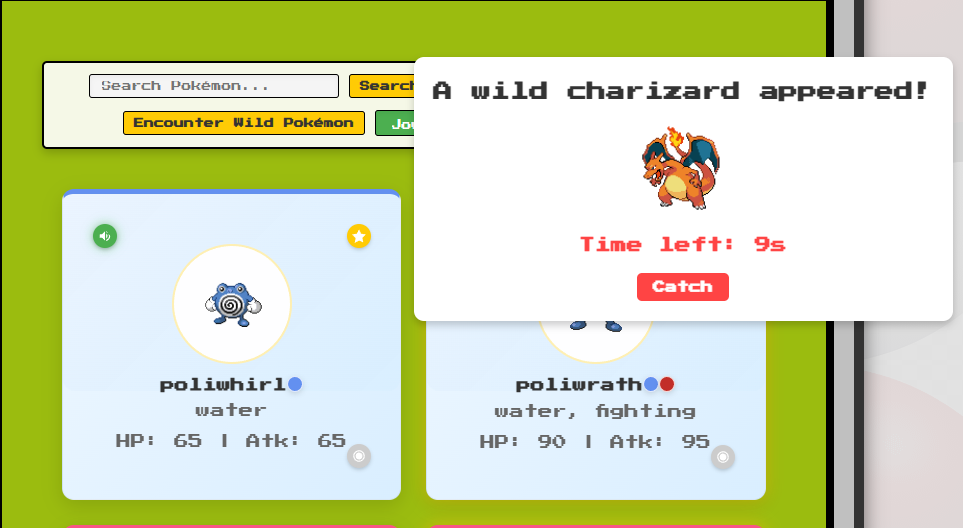 Search Pokémon...
Search
Encounter Wild Pokémon
A wild charizard appeared!
Time left: 9s
Catch
poliwhirl
water
HP: 65 | Atk: 65
poliwrath
water, fighting
HP: 90 | Atk: 95